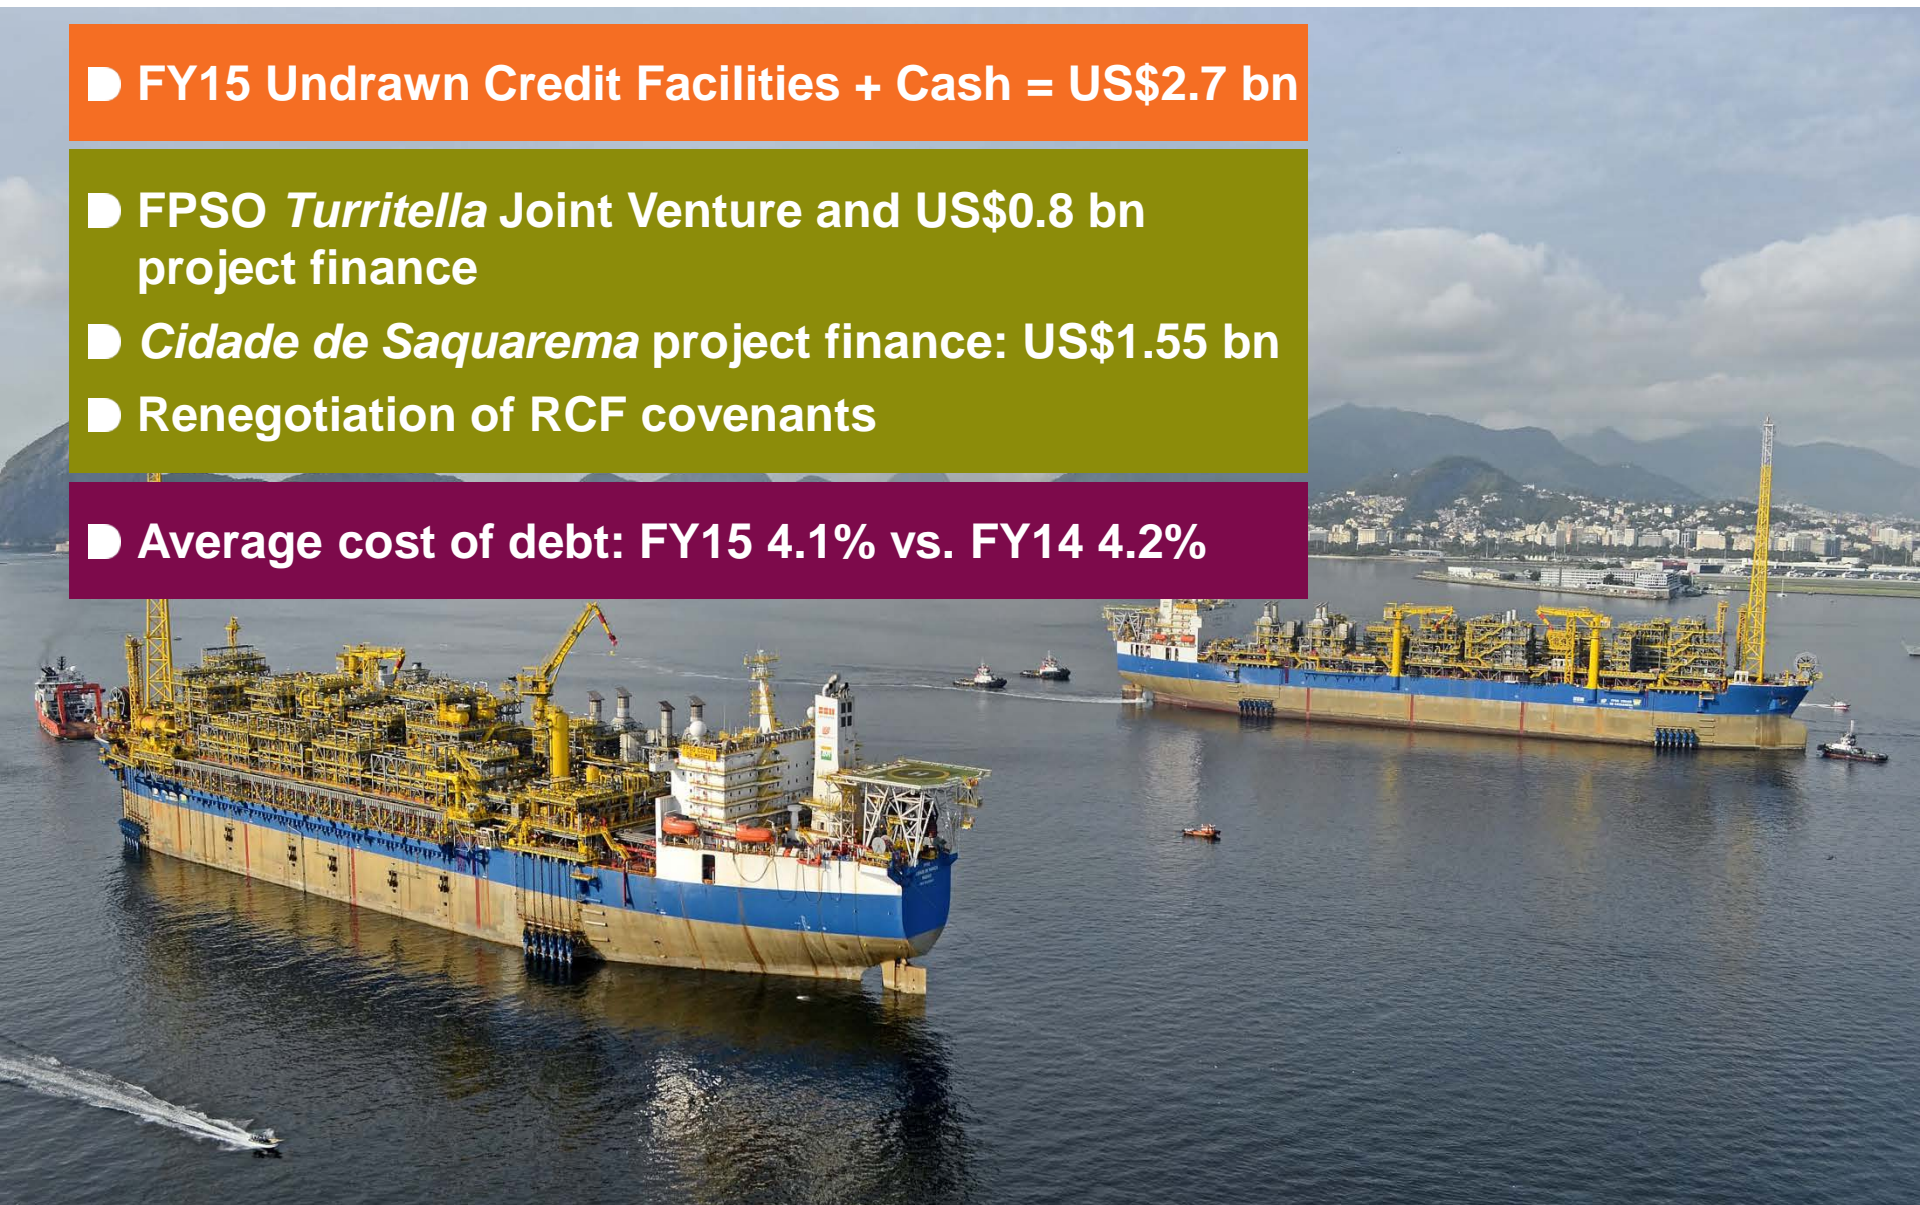 FY15 Undrawn Credit Facilities + Cash = US$2.7 bn
FPSO Turritella Joint Venture and US$0.8 bn
project finance
Cidade de Saquarema project finance: US$1.55 bn
Renegotiation of RCF covenants
Average cost of debt: FY15 4.1% vs. FY14 4.2%